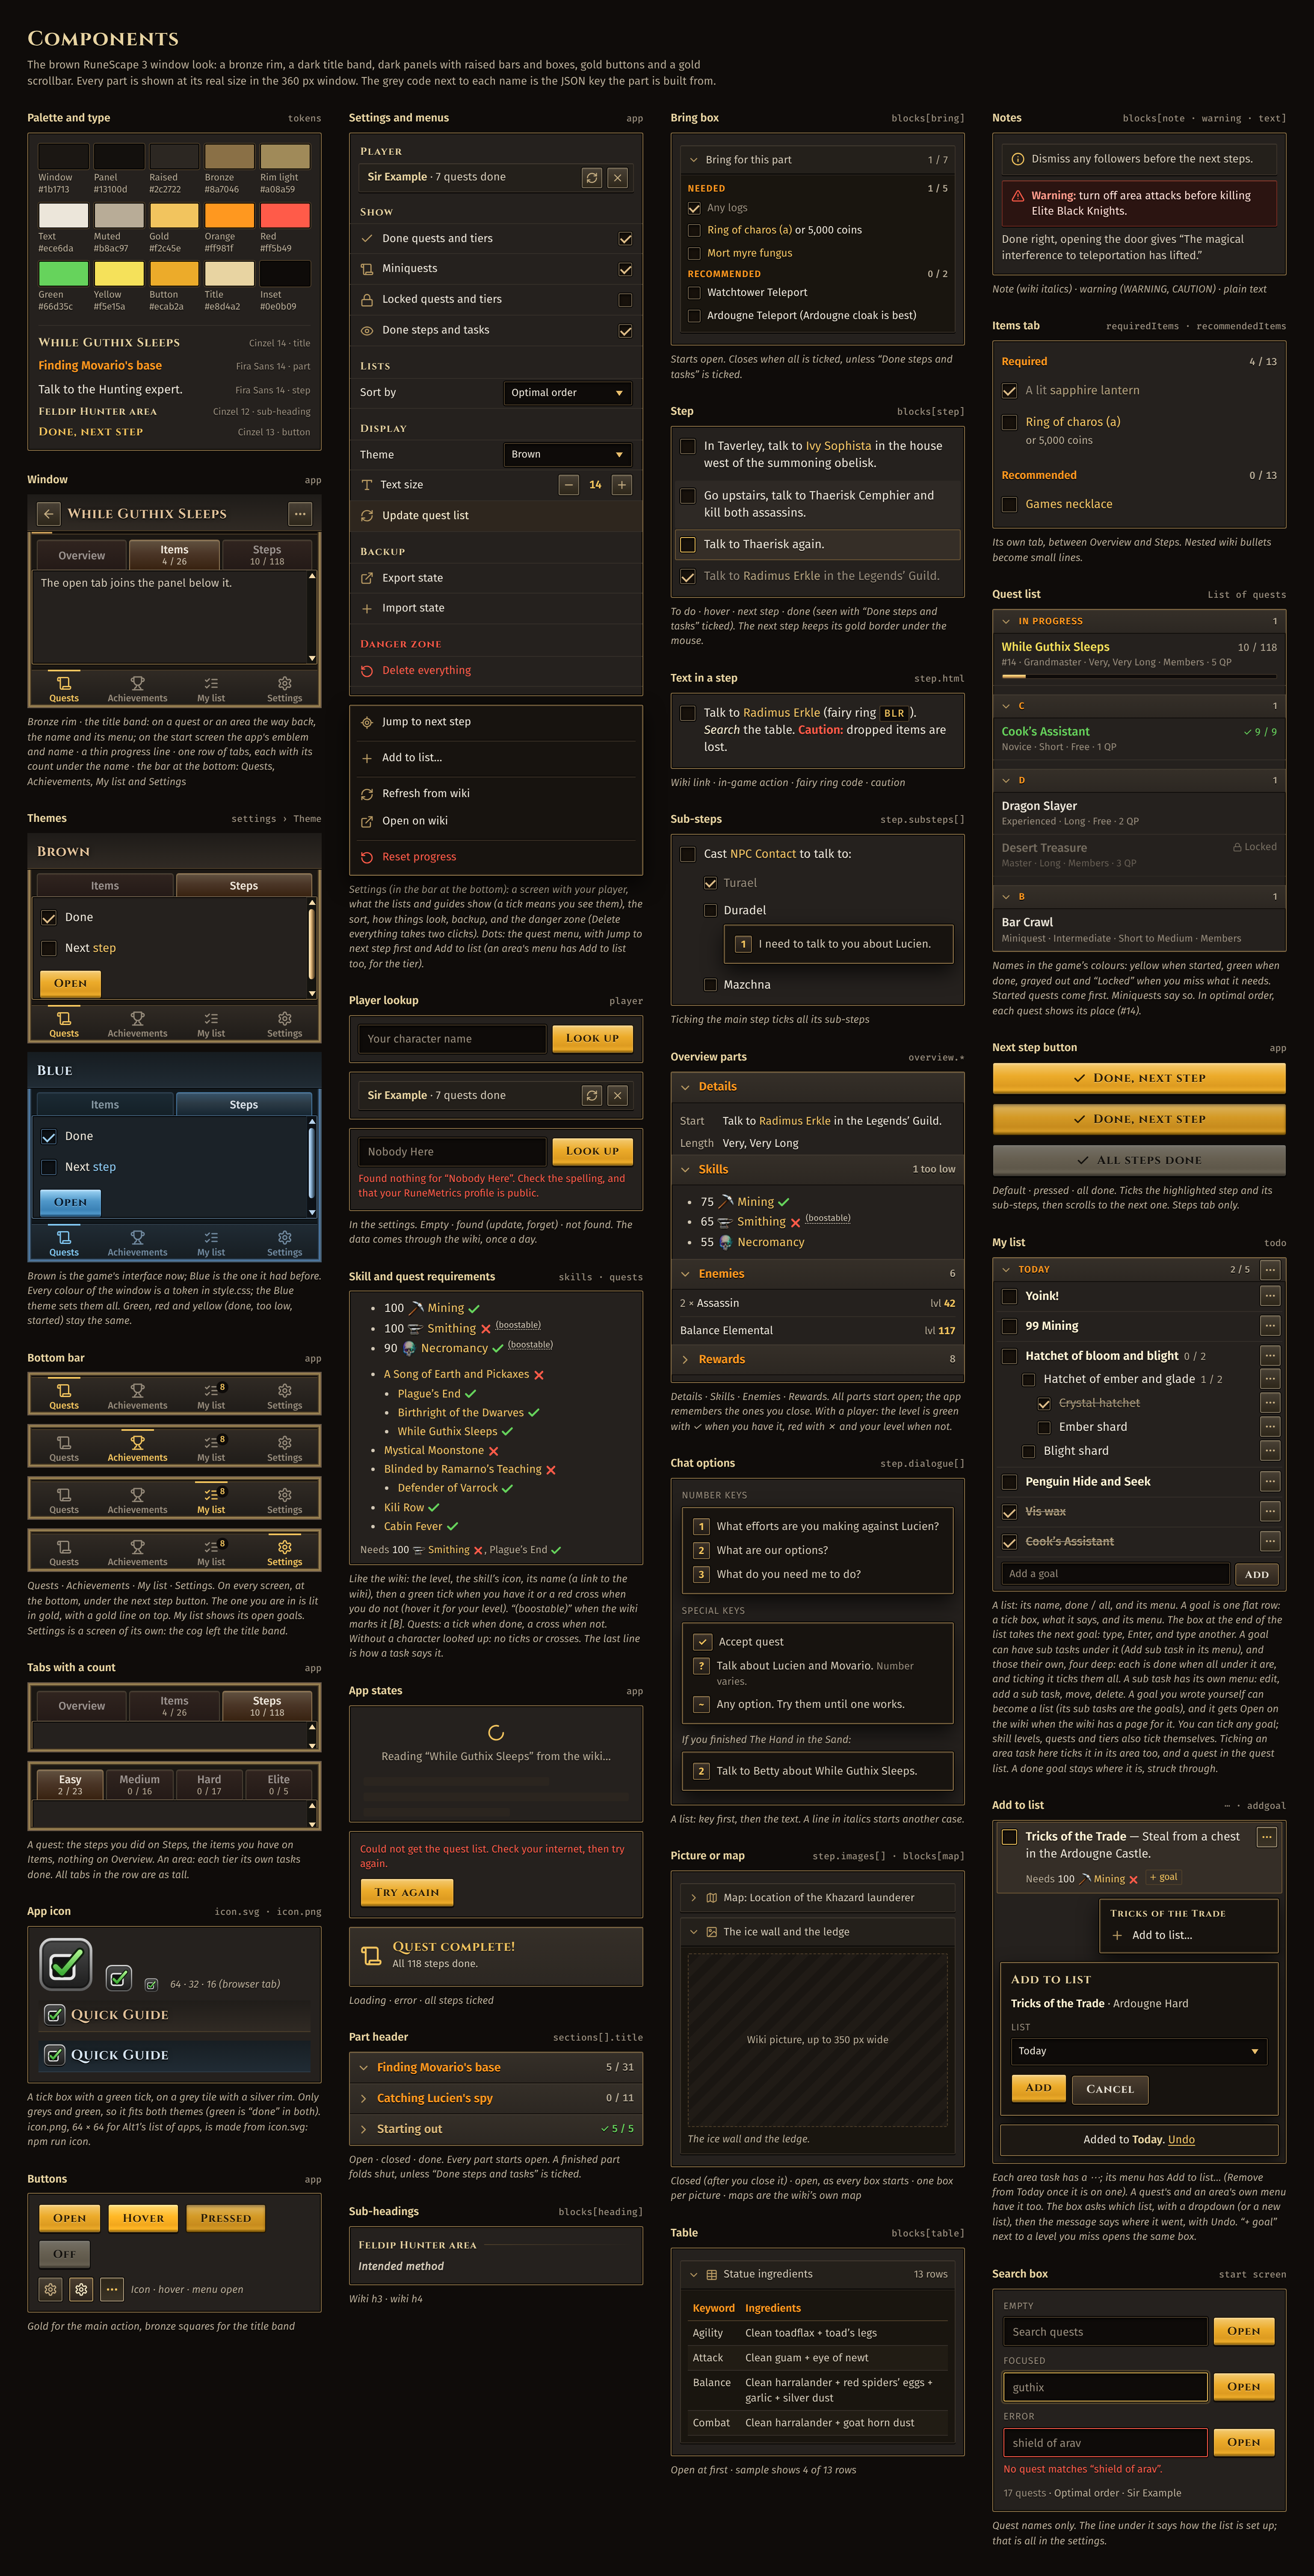 Components
The brown RuneScape 3 window look: a bronze rim, a dark title band, dark panels with raised bars and boxes, gold buttons and a gold
scrollbar. Every part is shown at its real size in the 360 px window. The grey code next to each name is the JSON key the part is built from.
Palette and type tokens
Window Panel Raised Bronze Rim light
#1b1713 #13100d #2c2722 #8a7046 #a08a59
Text Muted Gold Orange Red
#ece6da #b8ac97 #f2c45e #ff981f #ff5b49
Green Yellow Button Title Inset
#66d35c #f5e15a #ecab2a #e8d4a2 #0e0b09
While Guthix Sleeps Cinzel 14 · title
Finding Movario's base Fira Sans 14 · part
Talk to the Hunting expert. Fira Sans 14 · step
Feldip Hunter area Cinzel 12 · sub-heading
Done, next step Cinzel 13 · button
Window app
While Guthix Sleeps
Overview Items Steps
4 / 26 10 / 118
The open tab joins the panel below it.
Quests Achievements My list Settings
Bronze rim · the title band: on a quest or an area the way back,
the name and its menu; on the start screen the app's emblem
and name · a thin progress line · one row of tabs, each with its
count under the name · the bar at the bottom: Quests,
Achievements, My list and Settings
Themes settings › Theme
Brown
Items Steps
Done
Next step
Open
Quests Achievements My list Settings
Blue
Items Steps
Done
Next step
Open
Quests Achievements My list Settings
Brown is the game's interface now; Blue is the one it had before.
Every colour of the window is a token in style.css; the Blue
theme sets them all. Green, red and yellow (done, too low,
started) stay the same.
Bottom bar app
Quests Achievements My list 8 Settings
Quests Achievements My list 8 Settings
Quests Achievements My list 8 Settings
Quests Achievements My list 8 Settings
Quests · Achievements · My list · Settings. On every screen, at
the bottom, under the next step button. The one you are in is lit
in gold, with a gold line on top. My list shows its open goals.
Settings is a screen of its own: the cog left the title band.
Tabs with a count app
Overview Items Steps
4 / 26 10 / 118
Easy Medium Hard Elite
2 / 23 0 / 16 0 / 17 0 / 5
A quest: the steps you did on Steps, the items you have on
Items, nothing on Overview. An area: each tier its own tasks
done. All tabs in the row are as tall.
App icon icon.svg · icon.png
64 · 32 · 16 (browser tab)
Quick Guide
Quick Guide
A tick box with a green tick, on a grey tile with a silver rim. Only
greys and green, so it fits both themes (green is “done” in both).
icon.png, 64 × 64 for Alt1's list of apps, is made from icon.svg:
npm run icon.
Buttons app
Open Hover Pressed
Off
Icon · hover · menu open
Gold for the main action, bronze squares for the title band
Settings and menus app
Player
Sir Example · 7 quests done
Show
Done quests and tiers
Miniquests
Locked quests and tiers
Done steps and tasks
Lists
Sort by Optimal order
Display
Theme Brown
Text size 14
Update quest list
Backup
Export state
Import state
Danger zone
Delete everything
Jump to next step
Add to list...
Refresh from wiki
Open on wiki
Reset progress
Settings (in the bar at the bottom): a screen with your player,
what the lists and guides show (a tick means you see them), the
sort, how things look, backup, and the danger zone (Delete
everything takes two clicks). Dots: the quest menu, with Jump to
next step first and Add to list (an area's menu has Add to list
too, for the tier).
Player lookup player
Your character name Look up
Sir Example · 7 quests done
Nobody Here Look up
Found nothing for “Nobody Here”. Check the spelling, and
that your RuneMetrics profile is public.
In the settings. Empty · found (update, forget) · not found. The
data comes through the wiki, once a day.
Skill and quest requirements skills · quests
100 Mining
100 Smithing (boostable)
90 Necromancy (boostable)
A Song of Earth and Pickaxes
Plague's End
Birthright of the Dwarves
While Guthix Sleeps
Mystical Moonstone
Blinded by Ramarno's Teaching
Defender of Varrock
Kili Row
Cabin Fever
Needs 100 Smithing , Plague's End
Like the wiki: the level, the skill's icon, its name (a link to the
wiki), then a green tick when you have it or a red cross when
you do not (hover it for your level). “(boostable)” when the wiki
marks it [B]. Quests: a tick when done, a cross when not.
Without a character looked up: no ticks or crosses. The last line
is how a task says it.
App states app
Reading “While Guthix Sleeps” from the wiki...
Could not get the quest list. Check your internet, then try
again.
Try again
Quest complete!
All 118 steps done.
Loading · error · all steps ticked
Part header sections[].title
Finding Movario's base 5 / 31
Catching Lucien's spy 0 / 11
Starting out ✓ 5 / 5
Open · closed · done. Every part starts open. A finished part
folds shut, unless “Done steps and tasks” is ticked.
Sub-headings blocks[heading]
Feldip Hunter area
Intended method
Wiki h3 · wiki h4
Bring box blocks[bring]
Bring for this part 1 / 7
NEEDED 1 / 5
Any logs
Ring of charos (a) or 5,000 coins
Mort myre fungus
RECOMMENDED 0 / 2
Watchtower Teleport
Ardougne Teleport (Ardougne cloak is best)
Starts open. Closes when all is ticked, unless “Done steps and
tasks” is ticked.
Step blocks[step]
In Taverley, talk to Ivy Sophista in the house
west of the summoning obelisk.
Go upstairs, talk to Thaerisk Cemphier and
kill both assassins.
Talk to Thaerisk again.
Talk to Radimus Erkle in the Legends' Guild.
To do · hover · next step · done (seen with “Done steps and
tasks” ticked). The next step keeps its gold border under the
mouse.
Text in a step step.html
Talk to Radimus Erkle (fairy ring BLR ).
Search the table. Caution: dropped items are
lost.
Wiki link · in-game action · fairy ring code · caution
Sub-steps step.substeps[]
Cast NPC Contact to talk to:
Turael
Duradel
1 I need to talk to you about Lucien.
Mazchna
Ticking the main step ticks all its sub-steps
Overview parts overview.*
Details
Start Talk to Radimus Erkle in the Legends' Guild.
Length Very, Very Long
Skills 1 too low
75 Mining
65 Smithing (boostable)
55 Necromancy
Enemies 6
2 × Assassin lvl 42
Balance Elemental lvl 117
Rewards 8
Details · Skills · Enemies · Rewards. All parts start open; the app
remembers the ones you close. With a player: the level is green
with ✓ when you have it, red with × and your level when not.
Chat options step.dialogue[]
NUMBER KEYS
1 What efforts are you making against Lucien?
2 What are our options?
3 What do you need me to do?
SPECIAL KEYS
✓ Accept quest
? Talk about Lucien and Movario. Number
varies.
~ Any option. Try them until one works.
If you finished The Hand in the Sand:
2 Talk to Betty about While Guthix Sleeps.
A list: key first, then the text. A line in italics starts another case.
Picture or map step.images[] · blocks[map]
Map: Location of the Khazard launderer
The ice wall and the ledge
Wiki picture, up to 350 px wide
The ice wall and the ledge.
Closed (after you close it) · open, as every box starts · one box
per picture · maps are the wiki's own map
Table blocks[table]
Statue ingredients 13 rows
Keyword Ingredients
Agility Clean toadflax + toad's legs
Attack Clean guam + eye of newt
Balance Clean harralander + red spiders' eggs +
garlic + silver dust
Combat Clean harralander + goat horn dust
Open at first · sample shows 4 of 13 rows
Notes blocks[note · warning · text]
Dismiss any followers before the next steps.
Warning: turn off area attacks before killing
Elite Black Knights.
Done right, opening the door gives “The magical
interference to teleportation has lifted.”
Note (wiki italics) · warning (WARNING, CAUTION) · plain text
Items tab requiredItems · recommendedItems
Required 4 / 13
A lit sapphire lantern
Ring of charos (a)
or 5,000 coins
Recommended 0 / 13
Games necklace
Its own tab, between Overview and Steps. Nested wiki bullets
become small lines.
Quest list List of quests
IN PROGRESS 1
While Guthix Sleeps 10 / 118
#14 · Grandmaster · Very, Very Long · Members · 5 QP
C 1
Cook's Assistant ✓ 9 / 9
Novice · Short · Free · 1 QP
D 1
Dragon Slayer
Experienced · Long · Free · 2 QP
Desert Treasure Locked
Master · Long · Members · 3 QP
B 1
Bar Crawl
Miniquest · Intermediate · Short to Medium · Members
Names in the game's colours: yellow when started, green when
done, grayed out and “Locked” when you miss what it needs.
Started quests come first. Miniquests say so. In optimal order,
each quest shows its place (#14).
Next step button app
Done, next step
Done, next step
All steps done
Default · pressed · all done. Ticks the highlighted step and its
sub-steps, then scrolls to the next one. Steps tab only.
My list todo
TODAY 2 / 5
Yoink!
99 Mining
Hatchet of bloom and blight 0 / 2
Hatchet of ember and glade 1 / 2
Crystal hatchet
Ember shard
Blight shard
Penguin Hide and Seek
Vis wax
Cook's Assistant
Add a goal Add
A list: its name, done / all, and its menu. A goal is one flat row:
a tick box, what it says, and its menu. The box at the end of the
list takes the next goal: type, Enter, and type another. A goal
can have sub tasks under it (Add sub task in its menu), and
those their own, four deep: each is done when all under it are,
and ticking it ticks them all. A sub task has its own menu: edit,
add a sub task, move, delete. A goal you wrote yourself can
become a list (its sub tasks are the goals), and it gets Open on
the wiki when the wiki has a page for it. You can tick any goal;
skill levels, quests and tiers also tick themselves. Ticking an
area task here ticks it in its area too, and a quest in the quest
list. A done goal stays where it is, struck through.
Add to list ⋯ · addgoal
Tricks of the Trade — Steal from a chest
in the Ardougne Castle.
Needs 100 Mining + goal
Tricks of the Trade
Add to list...
Add to list
Tricks of the Trade · Ardougne Hard
LIST
Today
Add Cancel
Added to Today. Undo
Each area task has a ⋯; its menu has Add to list... (Remove
from Today once it is on one). A quest's and an area's own menu
have it too. The box asks which list, with a dropdown (or a new
list), then the message says where it went, with Undo. “+ goal”
next to a level you miss opens the same box.
Search box start screen
EMPTY
Search quests Open
FOCUSED
guthix Open
ERROR
shield of arav Open
No quest matches “shield of arav”.
17 quests · Optimal order · Sir Example
Quest names only. The line under it says how the list is set up;
that is all in the settings.